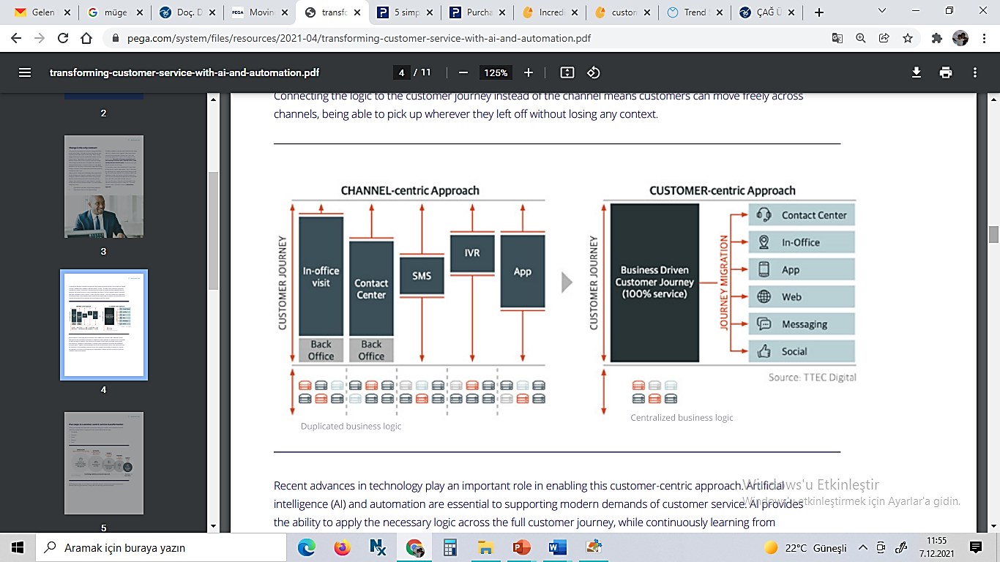 Gelen
müge
Doç. D
PEGA
Movin
transfo
5 simp
Purcha
Incred
custor
Trend
ÇAĞ Ü
pega.com/system/files/resources/2021-04/transforming-customer-service-with-ai-and-automation.pdf
transforming-customer-service-with-ai-and-automation.pdf
4 / 11
125%
2
3
4
5
Connecting the logic to the customer journey instead of the channel means customers can move freely across
channels, being able to pick up wherever they left off without losing any context.
CHANNEL-centric Approach
CUSTOMER JOURNEY
In-office
visit
Back
Office
Contact
Center
Back
Office
SMS
IVR
App
Duplicated business logic
CUSTOMER-centric Approach
CUSTOMER JOURNEY
Business Driven
Customer Journey
(100% service)
JOURNEY MIGRATION
Contact Center
In-Office
App
Web
Messaging
Social
Source: TTEC Digital
Centralized business logic
Recent advances in technology play an important role in enabling this customer-centric approach. Artificial
intelligence (AI) and automation are essential to supporting modern demands of customer service. AI provides
the ability to apply the necessary logic across the full customer journey, while continuously learning from
Windows'u Etkinleştir
Windows'u etkinleştirmek için Ayarlar'a gidin.
Aramak için buraya yazın
22°C Güneşli
11:55
7.12.2021